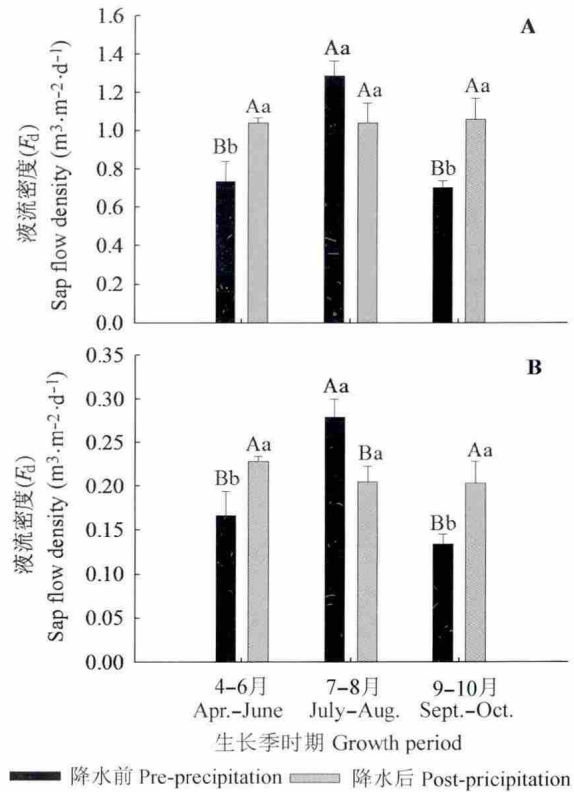 A
1.6
1.4
1.2
1.0
0.8
0.6
0.4
0.2
0.0
液流密度(Fd)
Sap flow density (m³·m⁻²·d⁻¹)
Bb
Aa
Aa
Aa
Bb
Aa
B
0.35
0.30
0.25
0.20
0.15
0.10
0.05
0.00
液流密度(Fd)
Sap flow density (m³·m⁻²·d⁻¹)
Bb
Aa
Aa
Ba
Bb
Aa
4–6月 7–8月 9–10月
Apr.–June July–Aug. Sept.–Oct.
生长季时期 Growth period
降水前 Pre-precipitation 降水后 Post-pricipitation